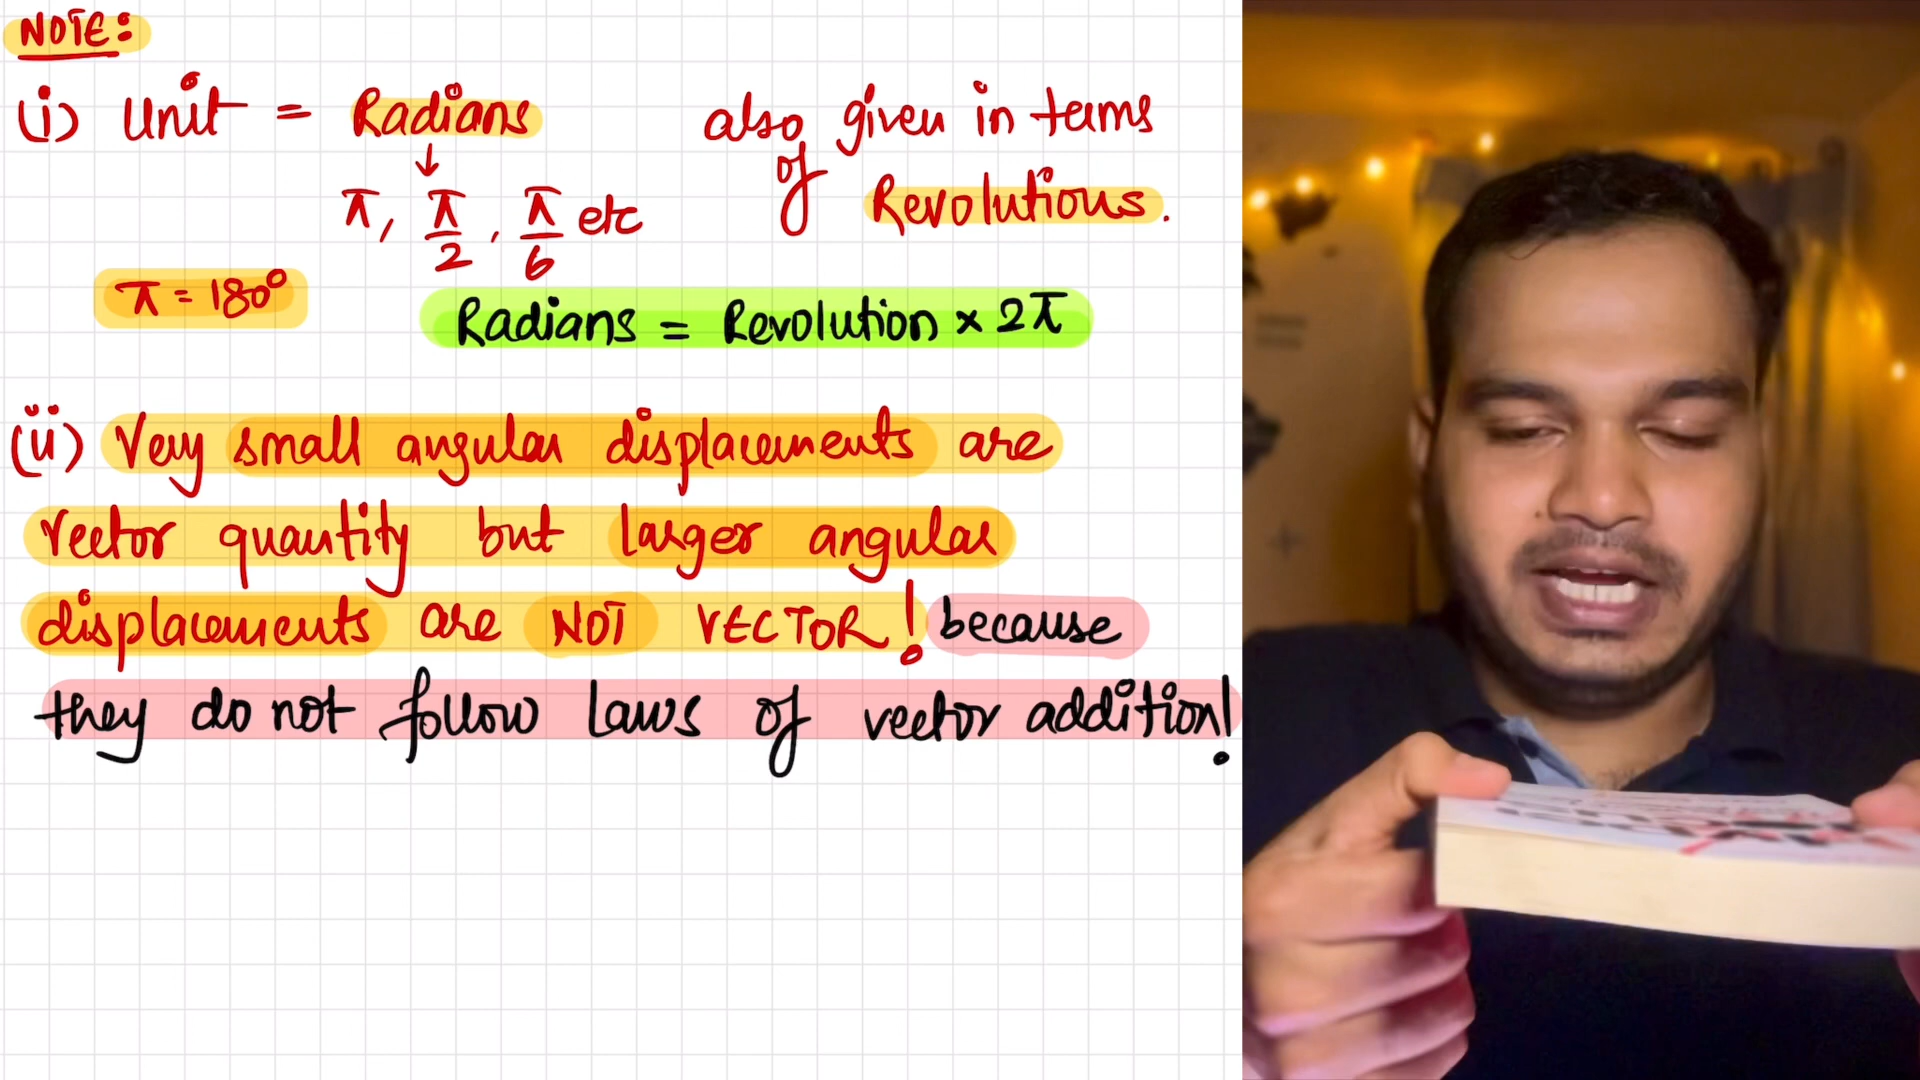 NOTE:
(i) Unit = Radians also given in terms
of
π, π/2, π/6 etc Revolutions.
π = 180°
Radians = Revolution × 2π
(ii) Very small angular displacements are
vector quantity but larger angular
displacements are NOT VECTOR! because
they do not follow laws of vector addition!